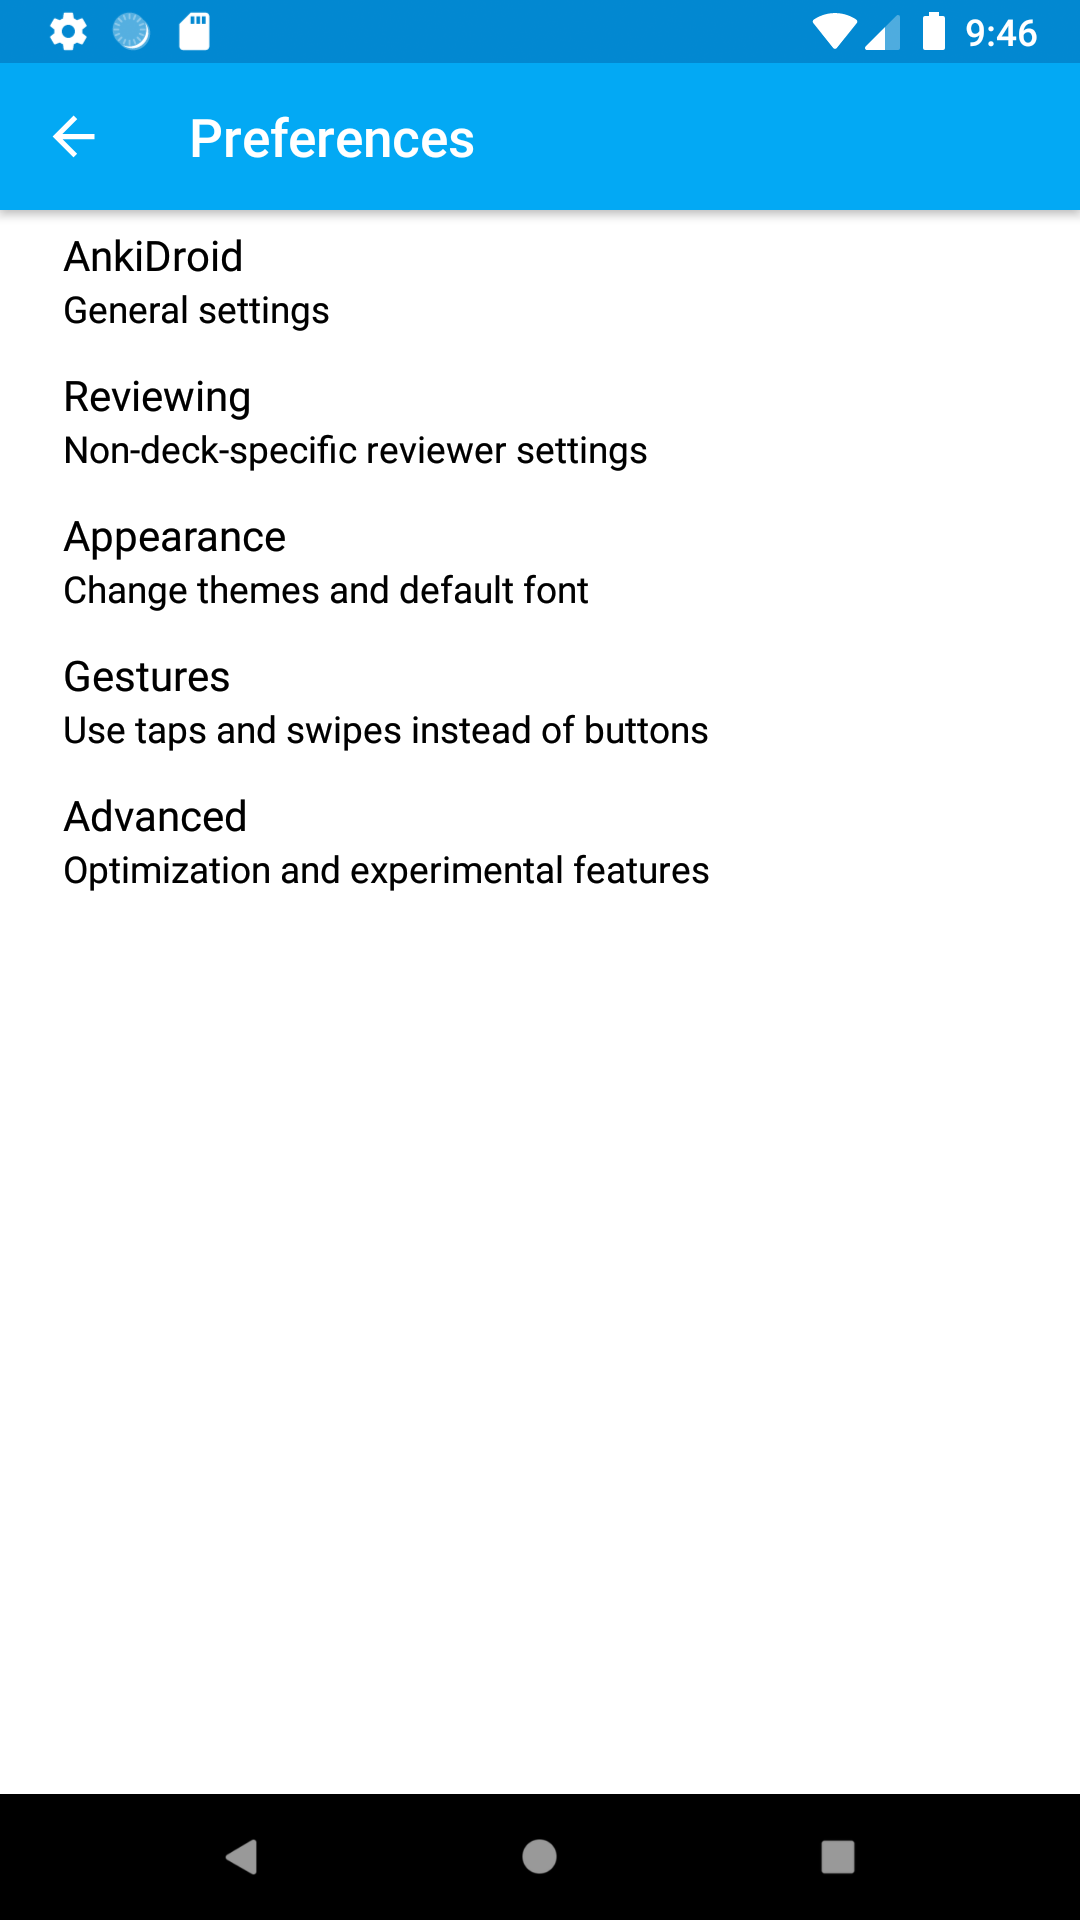 9:46
Preferences
AnkiDroid
General settings
Reviewing
Non-deck-specific reviewer settings
Appearance
Change themes and default font
Gestures
Use taps and swipes instead of buttons
Advanced
Optimization and experimental features